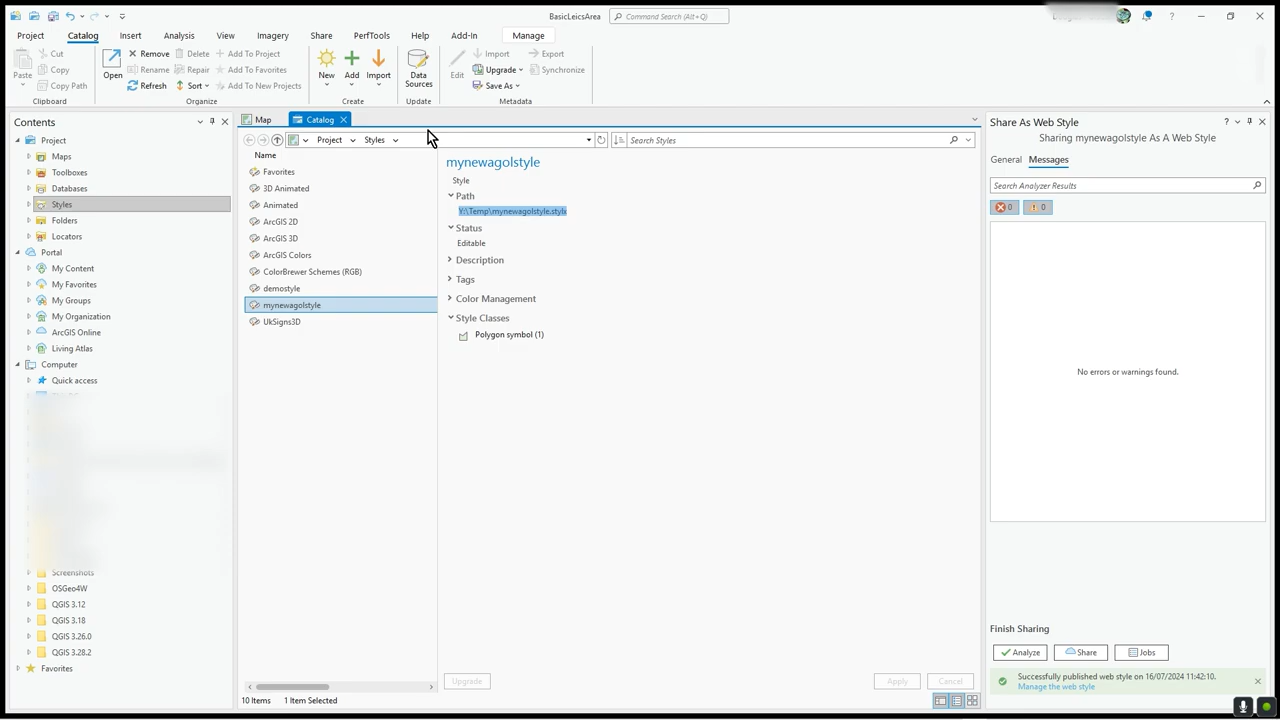 BasicLeicsArea
Command Search (Alt+Q)
Project
Catalog
Insert
Analysis
View
Imagery
Share
PerfTools
Help
Add-In
Manage
Paste
Cut
Copy
Copy Path
Clipboard
Open
Remove
Delete
Add To Project
Rename
Repair
Add To Favorites
Refresh
Sort
Add To New Projects
Organize
New
Add
Import
Create
Data
Sources
Update
Edit
Import
Export
Upgrade
Synchronize
Save As
Metadata
Contents
Project
Maps
Toolboxes
Databases
Styles
Folders
Locators
Portal
My Content
My Favorites
My Groups
My Organization
ArcGIS Online
Living Atlas
Computer
Quick access
Screenshots
OSGeo4W
QGIS 3.12
QGIS 3.18
QGIS 3.26.0
QGIS 3.28.2
Favorites
Map
Catalog
Project
Styles
Search Styles
Name
Favorites
3D Animated
Animated
ArcGIS 2D
ArcGIS 3D
ArcGIS Colors
ColorBrewer Schemes (RGB)
demostyle
mynewagolstyle
UkSigns3D
mynewagolstyle
Style
Path
Y:\Temp\mynewagolstyle.stylx
Status
Editable
Description
Tags
Color Management
Style Classes
Polygon symbol (1)
Upgrade
Apply
Cancel
10 Items
1 Item Selected
Share As Web Style
Sharing mynewagolstyle As A Web Style
General
Messages
Search Analyzer Results
0
0
No errors or warnings found.
Finish Sharing
Analyze
Share
Jobs
Successfully published web style on 16/07/2024 11:42:10.
Manage the web style